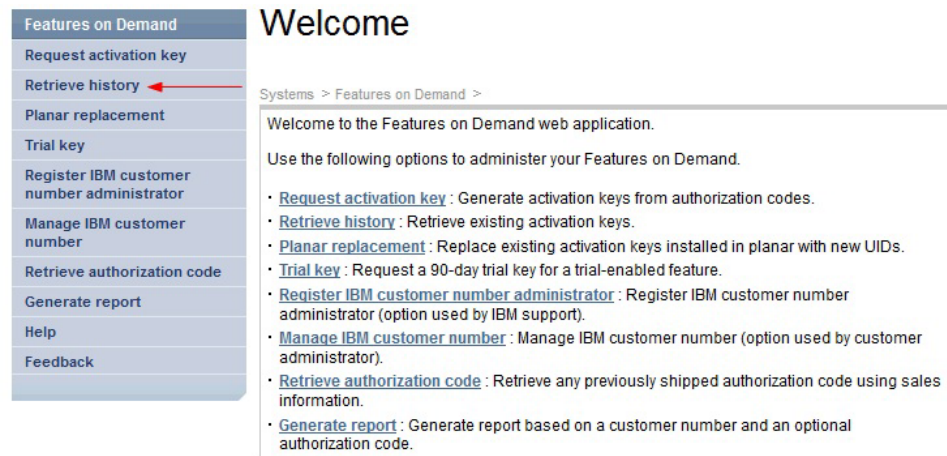 Features on Demand
Request activation key
Retrieve history
Planar replacement
Trial key
Register IBM customer
number administrator
Manage IBM customer
number
Retrieve authorization code
Generate report
Help
Feedback
Welcome
Systems > Features on Demand >
Welcome to the Features on Demand web application.
Use the following options to administer your Features on Demand.
· Request activation key : Generate activation keys from authorization codes.
· Retrieve history : Retrieve existing activation keys.
· Planar replacement : Replace existing activation keys installed in planar with new UIDs.
· Trial key : Request a 90-day trial key for a trial-enabled feature.
· Register IBM customer number administrator : Register IBM customer number
administrator (option used by IBM support).
· Manage IBM customer number : Manage IBM customer number (option used by customer
administrator).
· Retrieve authorization code : Retrieve any previously shipped authorization code using sales
information.
· Generate report : Generate report based on a customer number and an optional
authorization code.